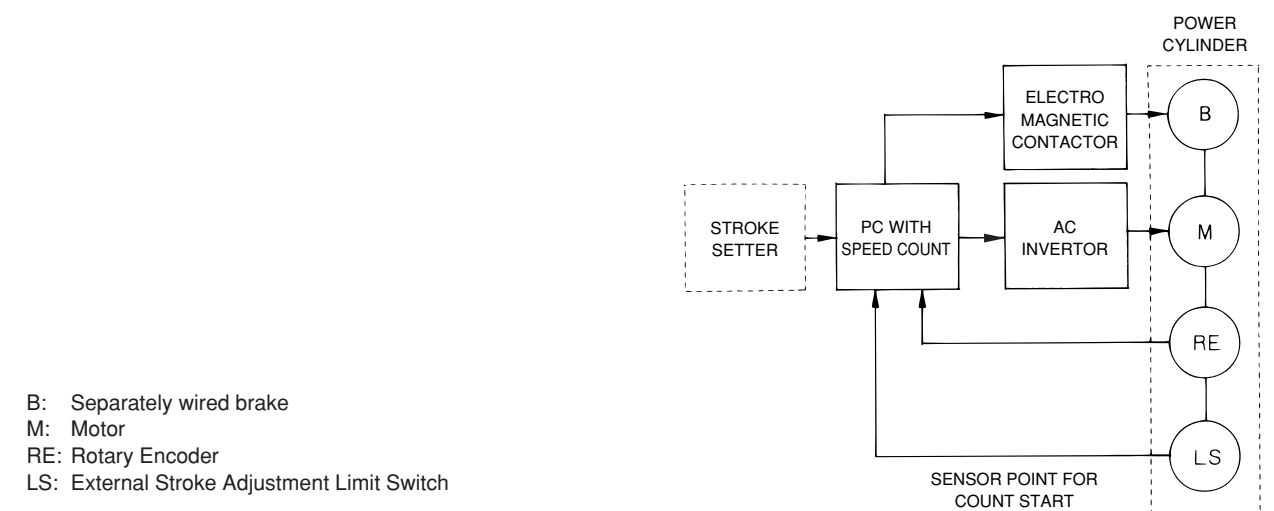 POWER
CYLINDER
ELECTRO
MAGNETIC
CONTACTOR
B
STROKE
SETTER
PC WITH
SPEED COUNT
AC
INVERTOR
M
RE
LS
SENSOR POINT FOR
COUNT START
B: Separately wired brake
M: Motor
RE: Rotary Encoder
LS: External Stroke Adjustment Limit Switch